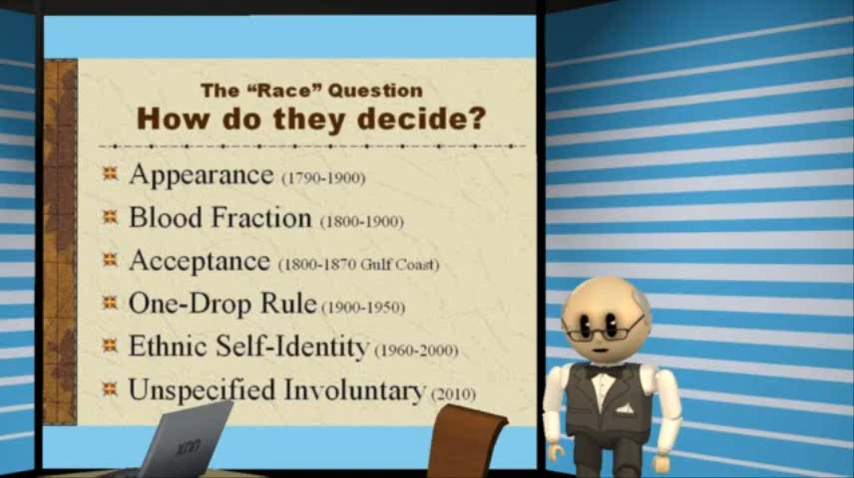 The “Race” Question
How do they decide?
Appearance (1790-1900)
Blood Fraction (1800-1900)
Acceptance (1800-1870 Gulf Coast)
One-Drop Rule (1900-1950)
Ethnic Self-Identity (1960-2000)
Unspecified Involuntary (2010)